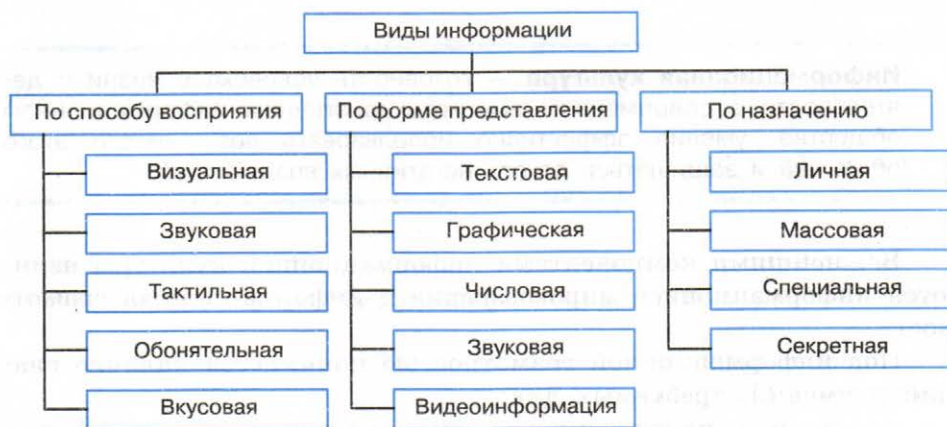 Виды информации
По способу восприятия
Визуальная
Звуковая
Тактильная
Обонятельная
Вкусовая
По форме представления
Текстовая
Графическая
Числовая
Звуковая
Видеоинформация
По назначению
Личная
Массовая
Специальная
Секретная